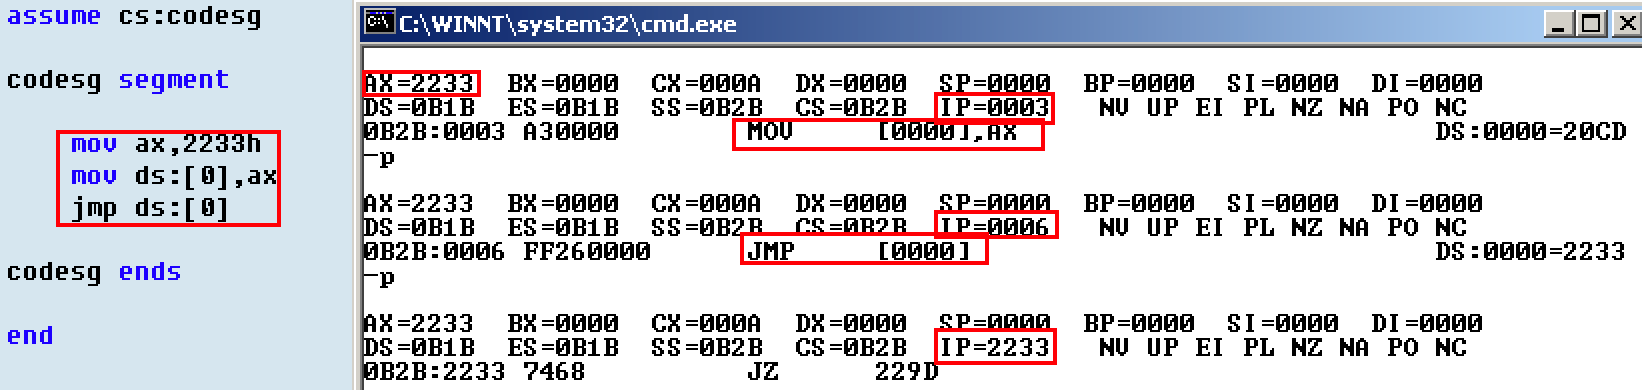 assume cs:codesg
codesg segment
mov ax,2233h
mov ds:[0],ax
jmp ds:[0]
codesg ends
end
C:\WINNT\system32\cmd.exe
AX=2233 BX=0000 CX=000A DX=0000 SP=0000 BP=0000 SI=0000 DI=0000
DS=0B1B ES=0B1B SS=0B2B CS=0B2B IP=0003 NV UP EI PL NZ NA PO NC
0B2B:0003 A30000 MOV [0000],AX DS:0000=20CD
-p
AX=2233 BX=0000 CX=000A DX=0000 SP=0000 BP=0000 SI=0000 DI=0000
DS=0B1B ES=0B1B SS=0B2B CS=0B2B IP=0006 NV UP EI PL NZ NA PO NC
0B2B:0006 FF260000 JMP [0000] DS:0000=2233
-p
AX=2233 BX=0000 CX=000A DX=0000 SP=0000 BP=0000 SI=0000 DI=0000
DS=0B1B ES=0B1B SS=0B2B CS=0B2B IP=2233 NV UP EI PL NZ NA PO NC
0B2B:2233 7468 JZ 229D